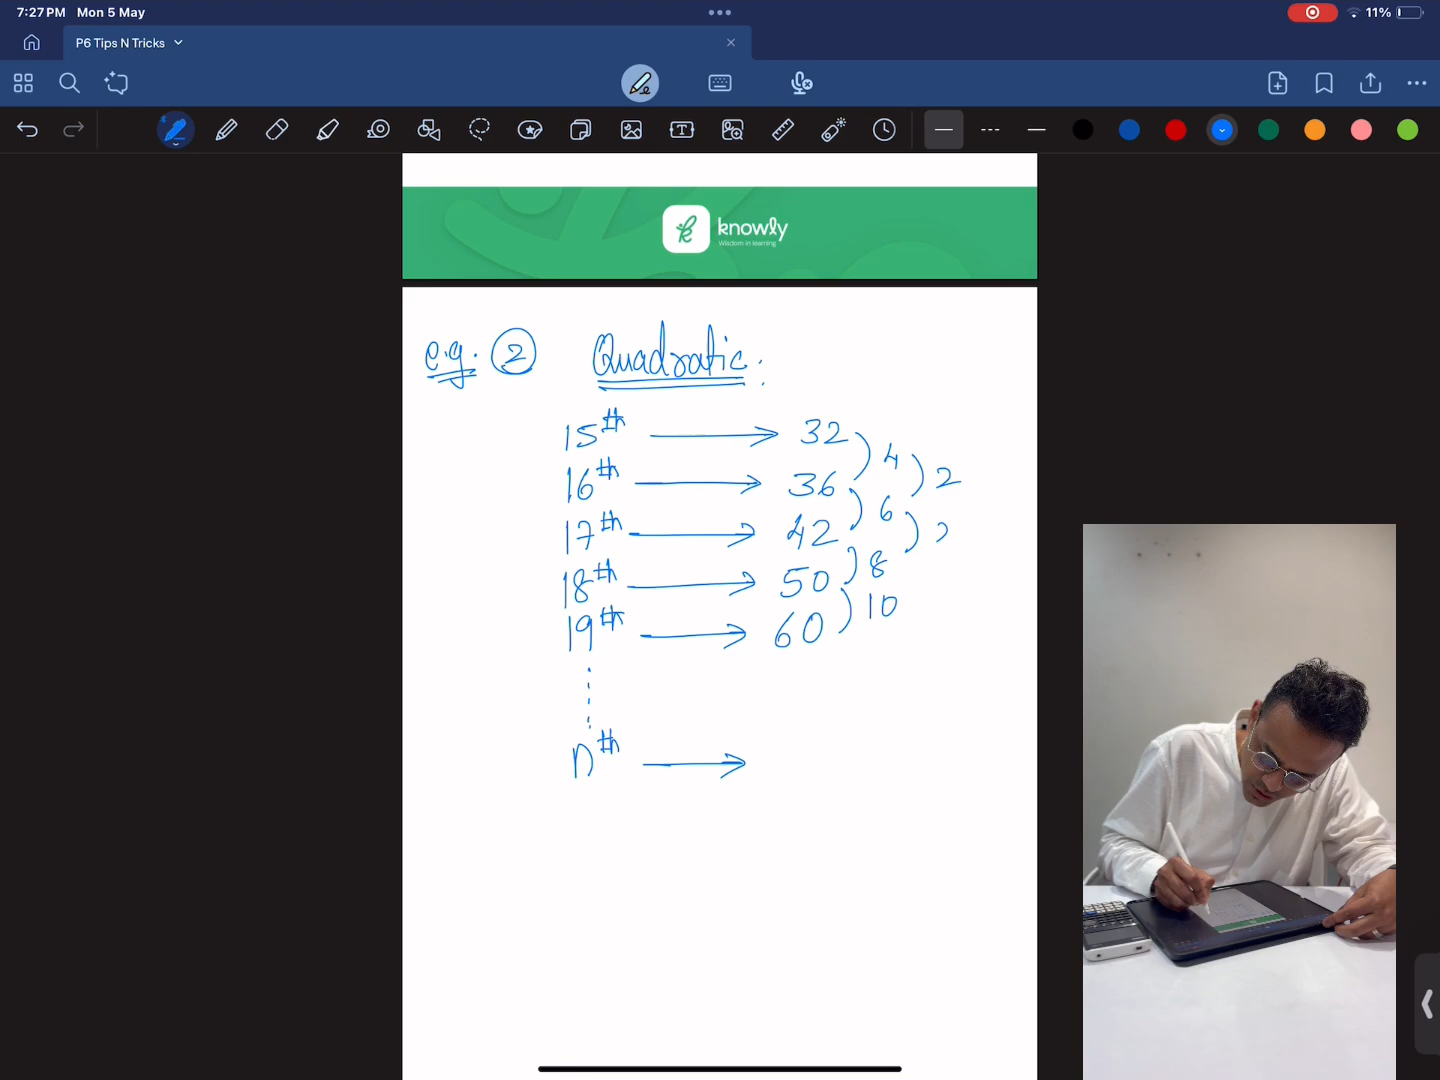 7:27 PM Mon 5 May
11%
P6 Tips N Tricks
knowly
Wisdom in learning
e.g. 2 Quadratic:
15th → 32
4
2
16th → 36
6
17th → 42
8
18th → 50
10
19th → 60
nth →